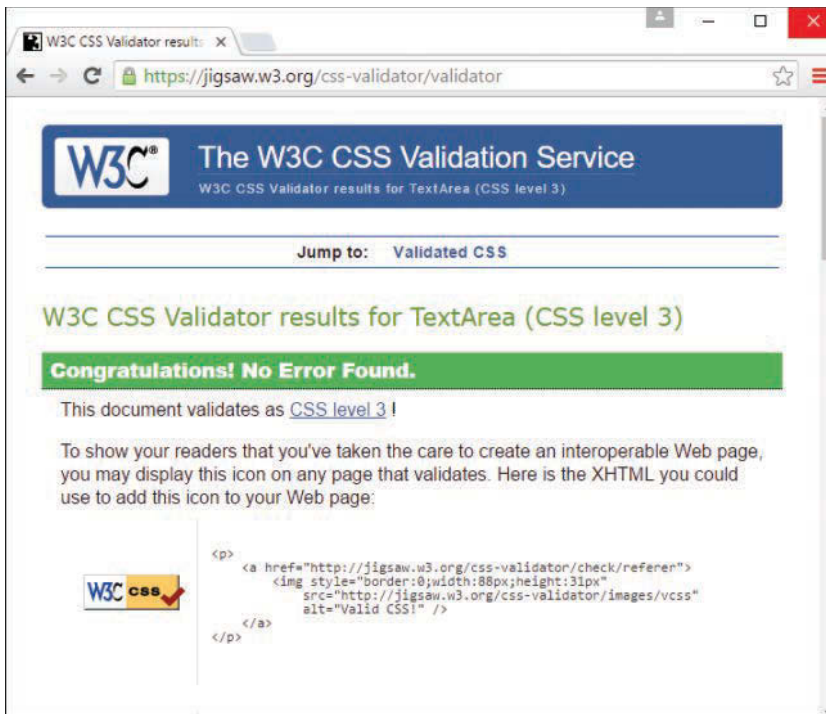 W3C CSS Validator results
https://jigsaw.w3.org/css-validator/validator
W3C®
The W3C CSS Validation Service
W3C CSS Validator results for TextArea (CSS level 3)
Jump to: Validated CSS
W3C CSS Validator results for TextArea (CSS level 3)
Congratulations! No Error Found.
This document validates as CSS level 3 !
To show your readers that you've taken the care to create an interoperable Web page,
you may display this icon on any page that validates. Here is the XHTML you could
use to add this icon to your Web page:
W3C css
<p>
<a href="http://jigsaw.w3.org/css-validator/check/referer">
<img style="border:0;width:88px;height:31px"
src="http://jigsaw.w3.org/css-validator/images/vcss"
alt="Valid CSS!" />
</a>
</p>